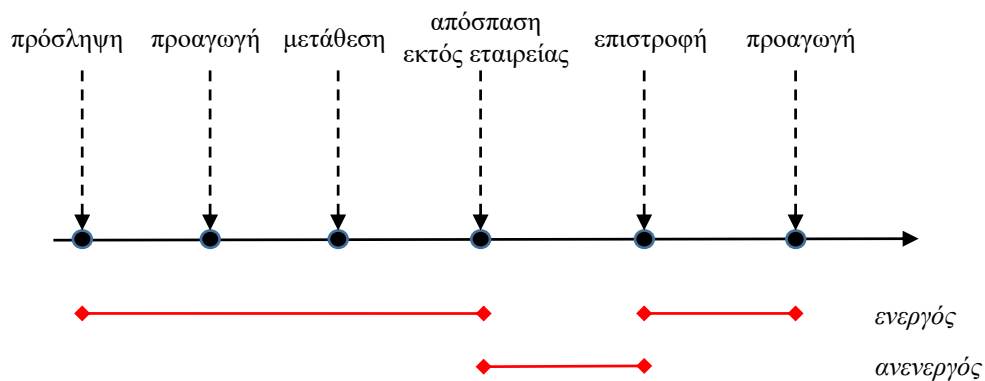 πρόσληψη
προαγωγή
μετάθεση
απόσπαση
εκτός εταιρείας
επιστροφή
προαγωγή
ενεργός
ανενεργός